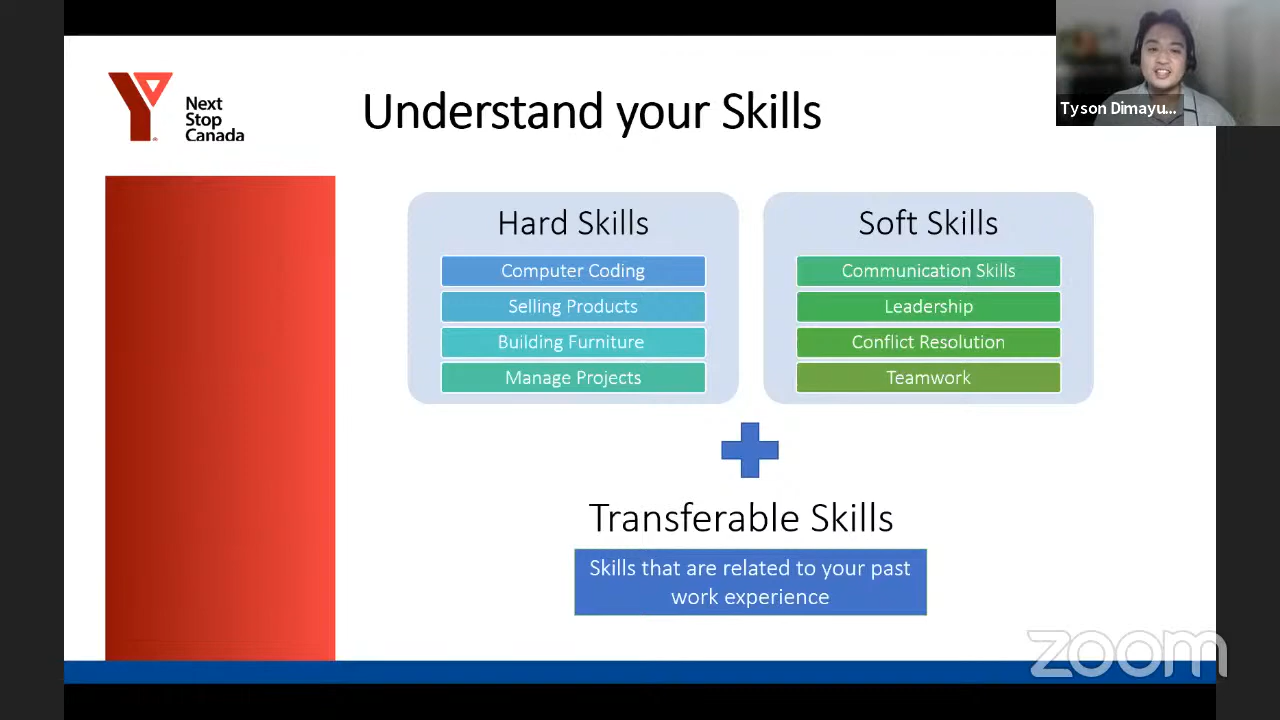 Next
Stop
Canada
Understand your Skills
Tyson Dimayu...
Hard Skills
Computer Coding
Selling Products
Building Furniture
Manage Projects
Soft Skills
Communication Skills
Leadership
Conflict Resolution
Teamwork
Transferable Skills
Skills that are related to your past
work experience
zoom